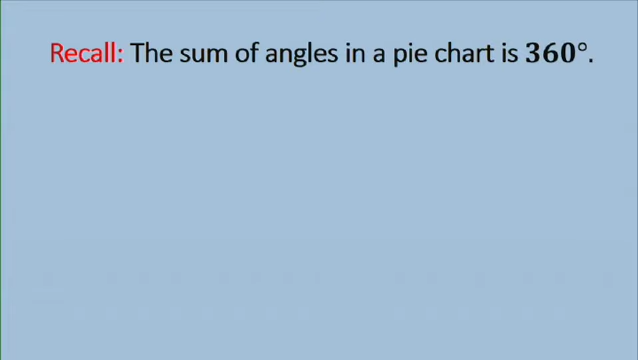 Recall: The sum of angles in a pie chart is 360°.